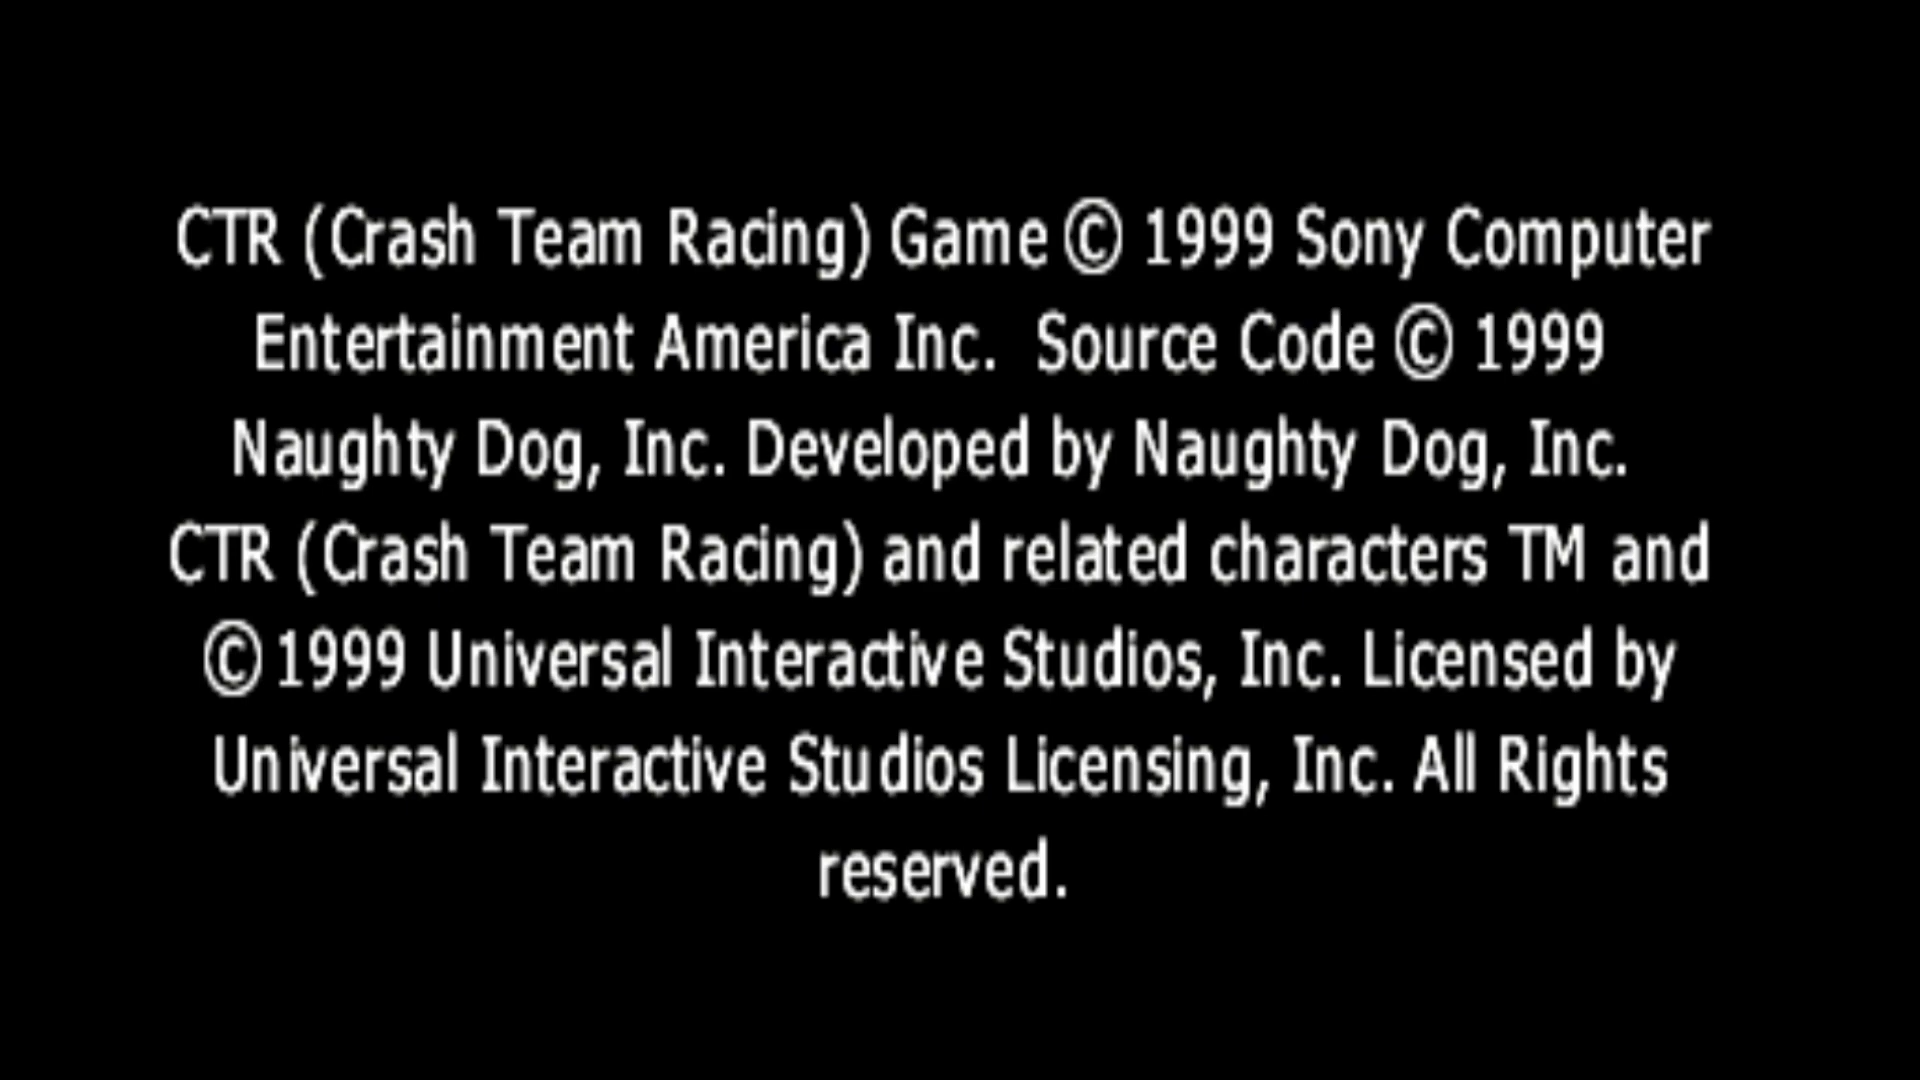 CTR (Crash Team Racing) Game © 1999 Sony Computer
Entertainment America Inc.  Source Code © 1999
Naughty Dog, Inc. Developed by Naughty Dog, Inc.
CTR (Crash Team Racing) and related characters TM and
© 1999 Universal Interactive Studios, Inc. Licensed by
Universal Interactive Studios Licensing, Inc. All Rights
reserved.